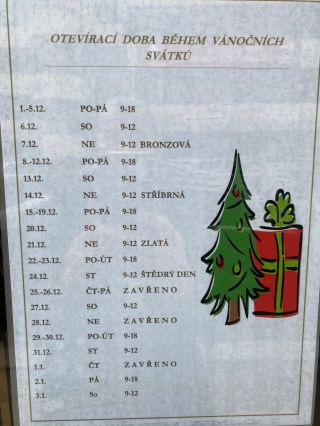 OTEVÍRACÍ DOBA BĚHEM VÁNOČNÍCH
SVÁTKŮ
1.-5.12. PO-PÁ 9-18
6.12. SO 9-12
7.12. NE 9-12 BRONZOVÁ
8.-12.12. PO-PÁ 9-18
13.12. SO 9-12
14.12. NE 9-12 STŘÍBRNÁ
15.-19.12. PO-PÁ 9-18
20.12. SO 9-12
21.12. NE 9-12 ZLATÁ
22.-23.12. PO-ÚT 9-18
24.12. ST 9-12 ŠTĚDRÝ DEN
25.-26.12. ČT-PÁ ZAVŘENO
27.12. SO 9-12
28.12. NE ZAVŘENO
29.-30.12. PO-ÚT 9-18
31.12. ST 9-12
1.1. ČT ZAVŘENO
2.1. PÁ 9-18
3.1. So 9-12